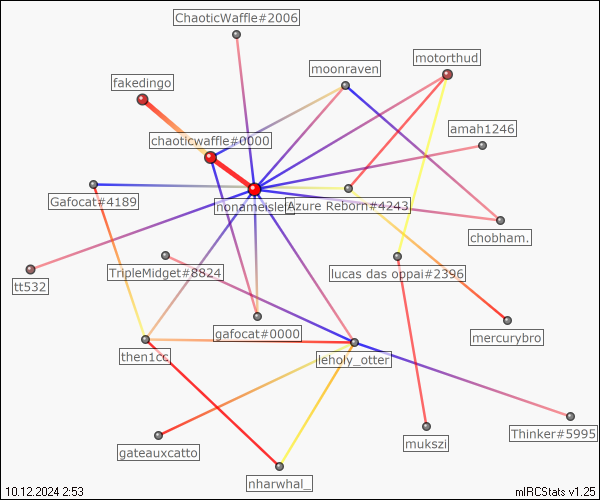 ChaoticWaffle#2006
motorthud
moonraven
fakedingo
amah1246
chaoticwaffle#0000
Gafocat#4189
nonameisleft
Azure Reborn#4243
chobham.
TripleMidget#8824
lucas das oppai#2396
tt532
gafocat#0000
mercurybro
then1cc
leholy_otter
Thinker#5995
mukszi
gateauxcatto
nharwhal_
10.12.2024 2:53
mIRCStats v1.25